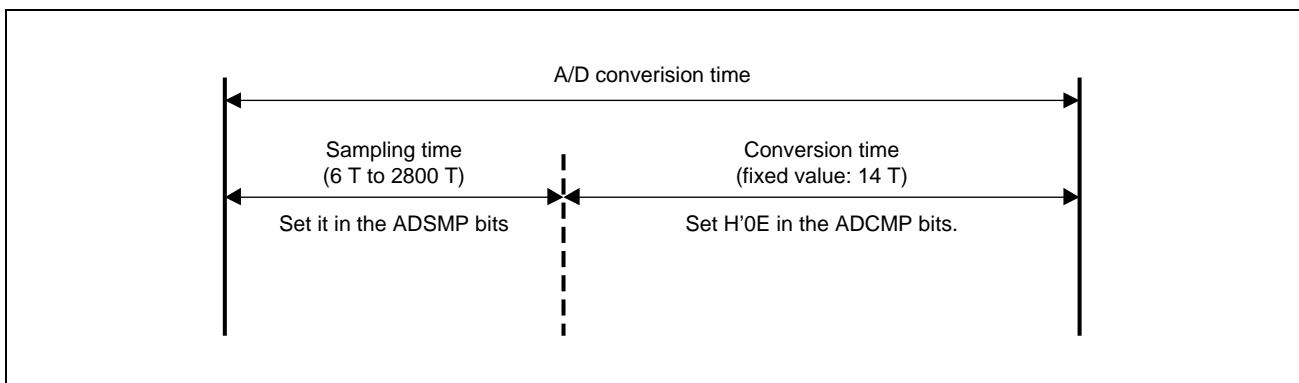 A/D converision time
Sampling time
(6 T to 2800 T)
Conversion time
(fixed value: 14 T)
Set it in the ADSMP bits
Set H'0E in the ADCMP bits.